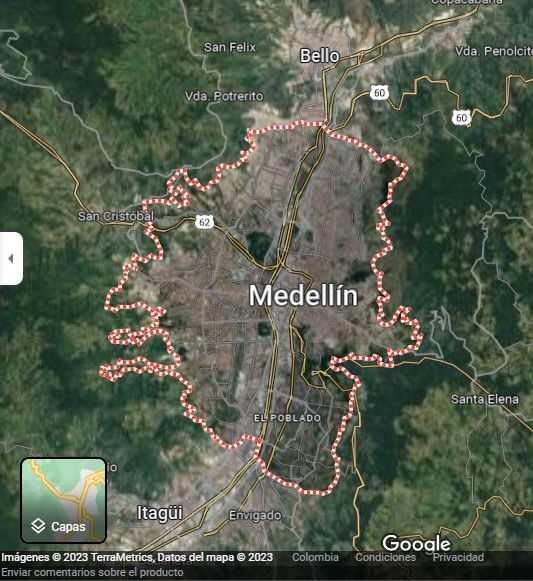 Copacabana
San Felix
Bello
Vda. Penolcito
60
Vda. Potrerito
60
San Cristóbal
62
Medellín
Santa Elena
EL POBLADO
io
Itagüi
Envigado
Capas
Google
Imágenes © 2023 TerraMetrics, Datos del mapa © 2023 Colombia Condiciones Privacidad
Enviar comentarios sobre el producto